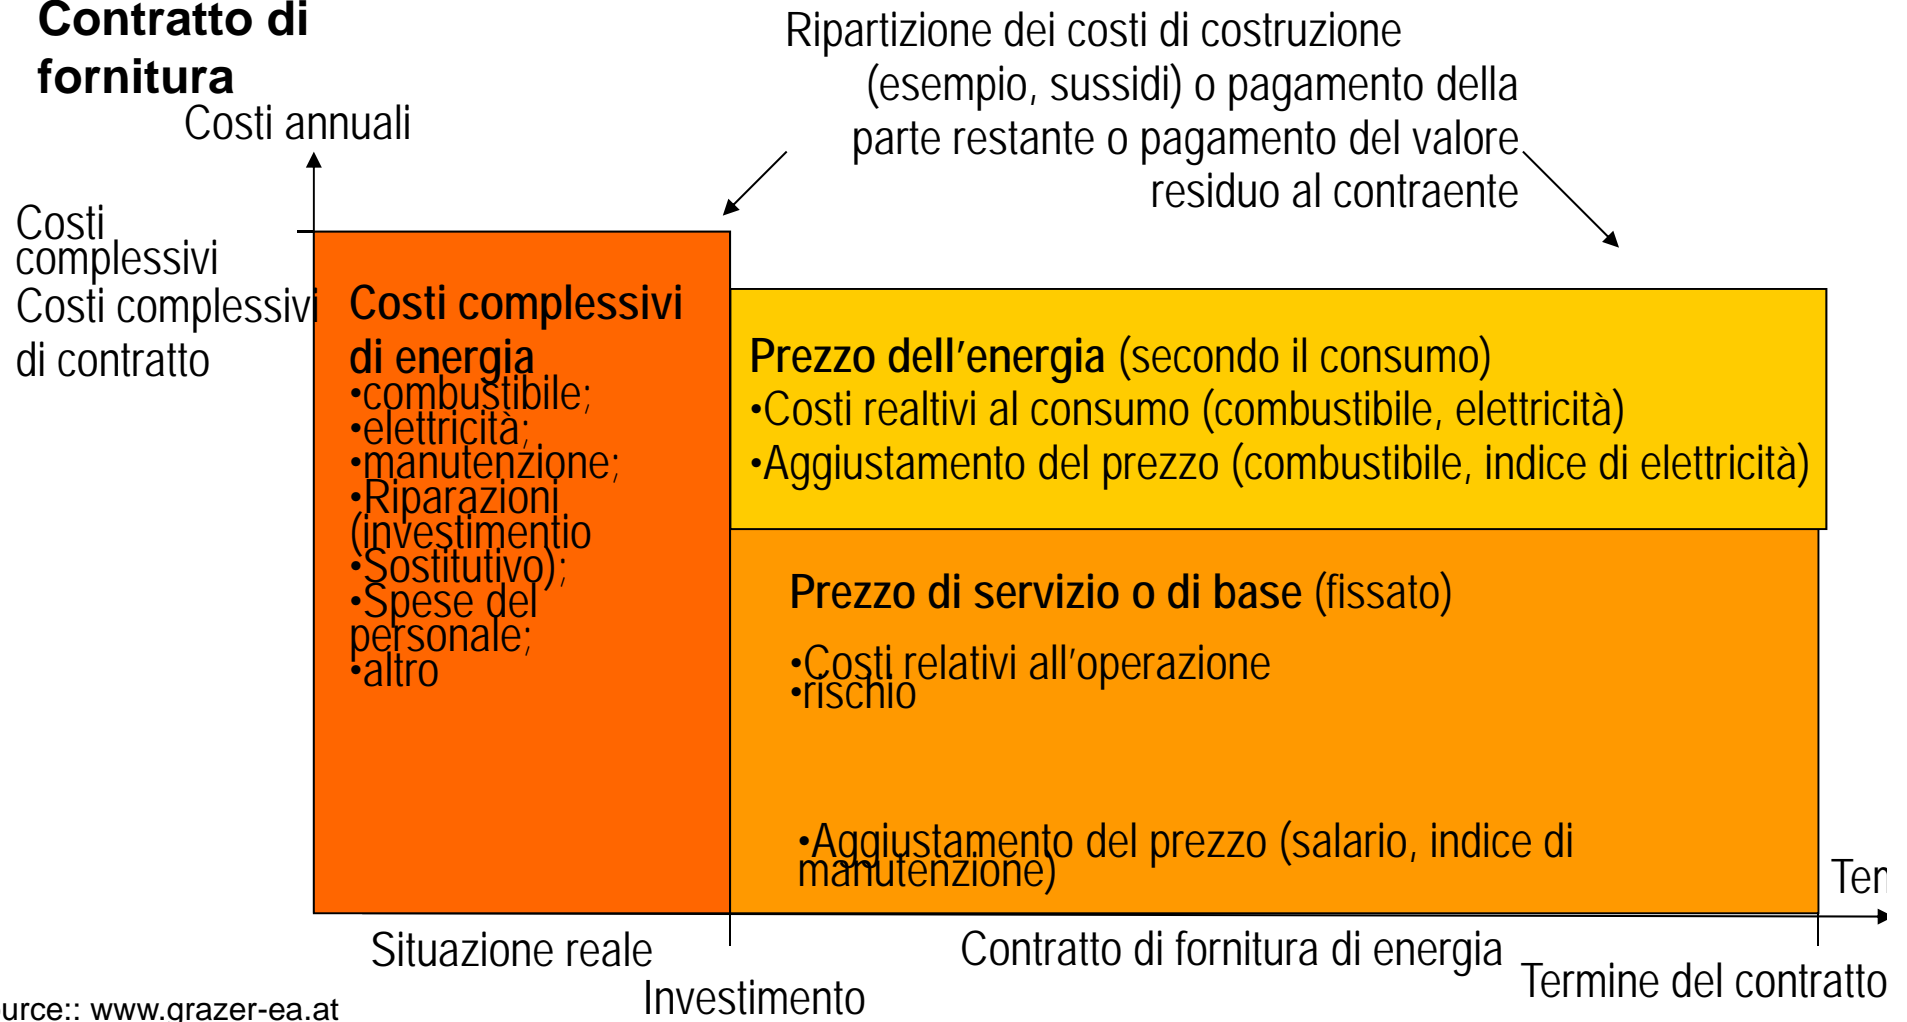 Contratto di
fornitura
Costi annuali
Ripartizione dei costi di costruzione
(esempio, sussidi) o pagamento della
parte restante o pagamento del valore
residuo al contraente
Costi
complessivi
Costi complessivi
di contratto
Costi complessivi
di energia
•combustibile;
•elettricità;
•manutenzione;
•Riparazioni
(investimentio
•Sostitutivo);
•Spese del
personale;
•altro
Prezzo dell'energia (secondo il consumo)
•Costi realtivi al consumo (combustibile, elettricità)
•Aggiustamento del prezzo (combustibile, indice di elettricità)
Prezzo di servizio o di base (fissato)
•Costi relativi all'operazione
•rischio
•Aggiustamento del prezzo (salario, indice di
manutenzione)
Situazione reale
Investimento
Contratto di fornitura di energia
Termine del contratto
www.grazer-ea.at